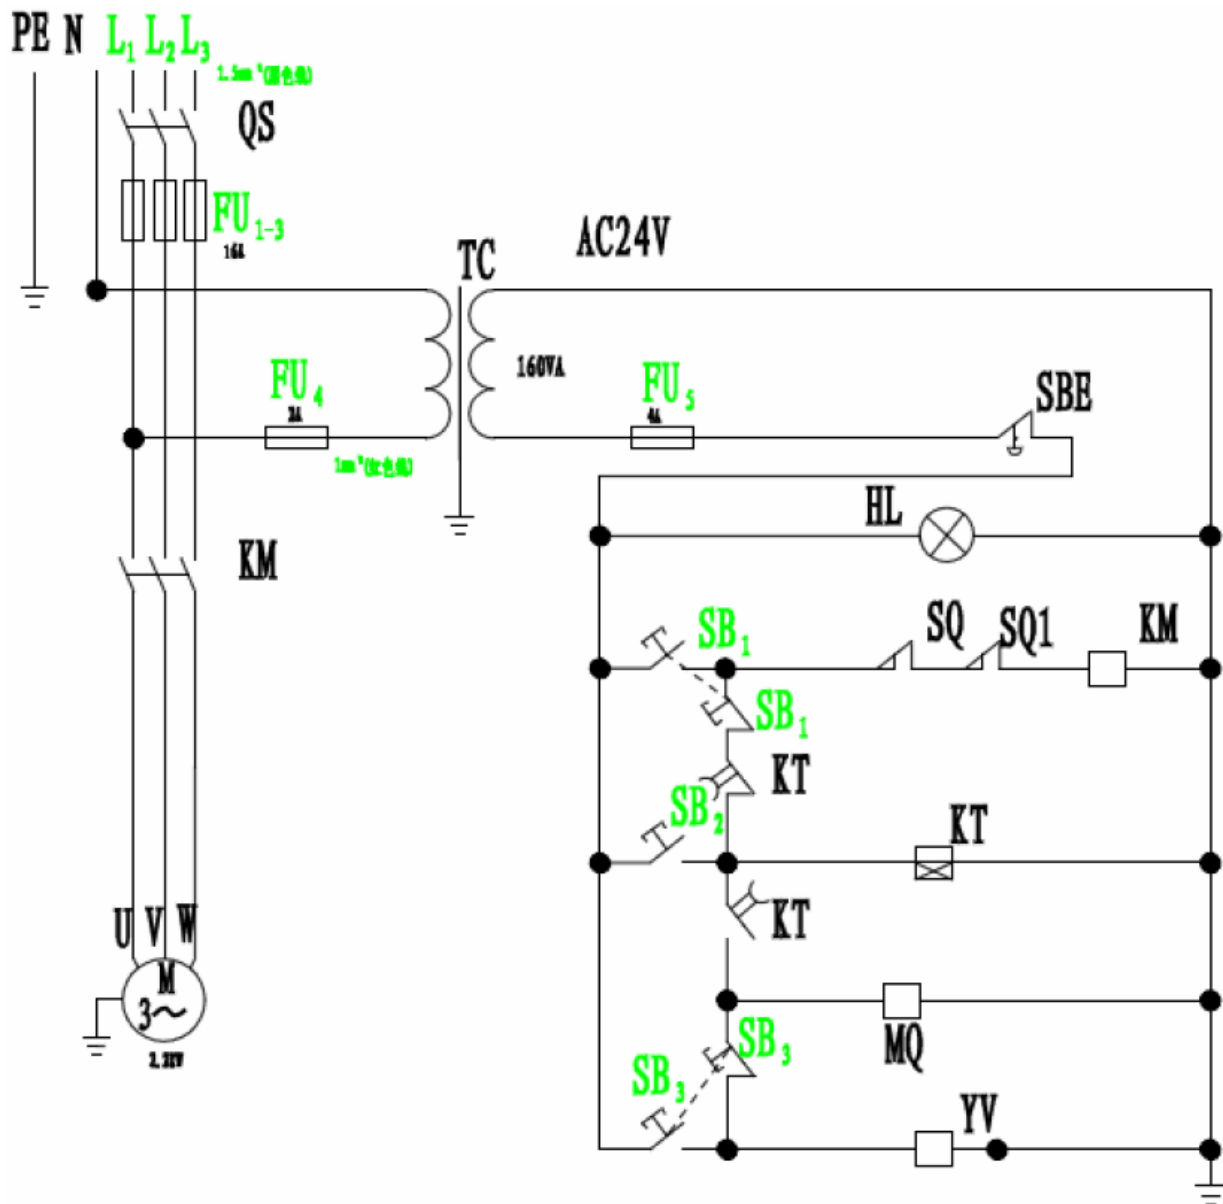 PE N L₁ L₂ L₃
QS
FU₁₋₃
16A
AC24V
TC
160VA
FU₄
2A
FU₅
4A
SBE
HL
KM
SB₁
SQ
SQ1
KM
SB₁
KT
SB₂
KT
KT
U V W
M
3~
MQ
SB₃
SB₃
YV